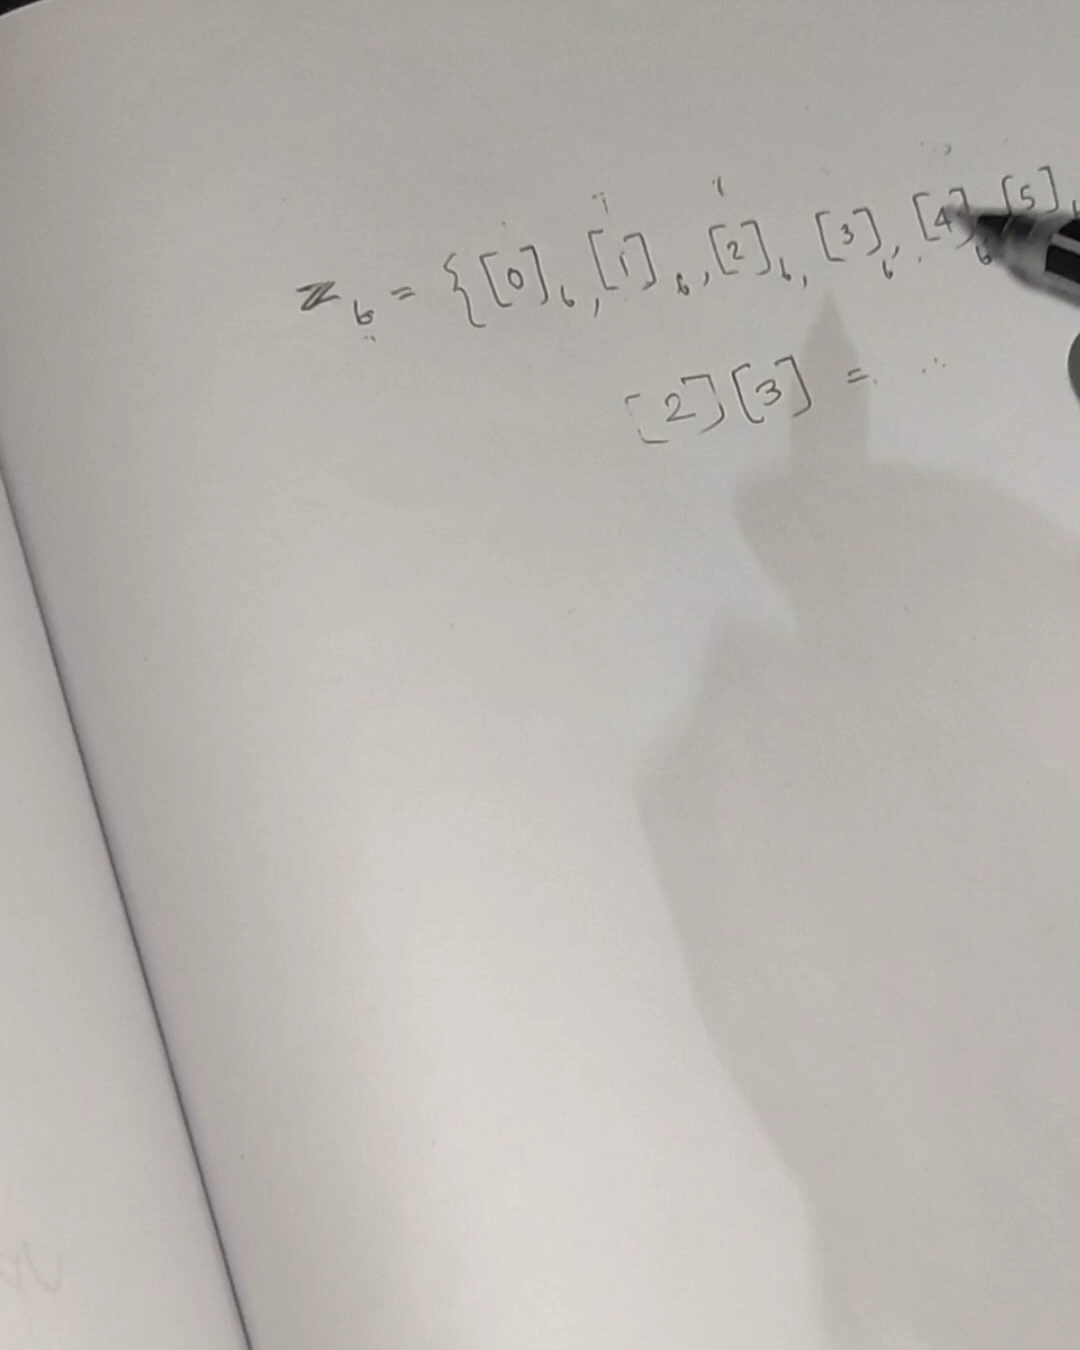 ℤ₆ = {[0]₆, [1]₆, [2]₆, [3]₆, [4]₆ [5]
[2][3] =